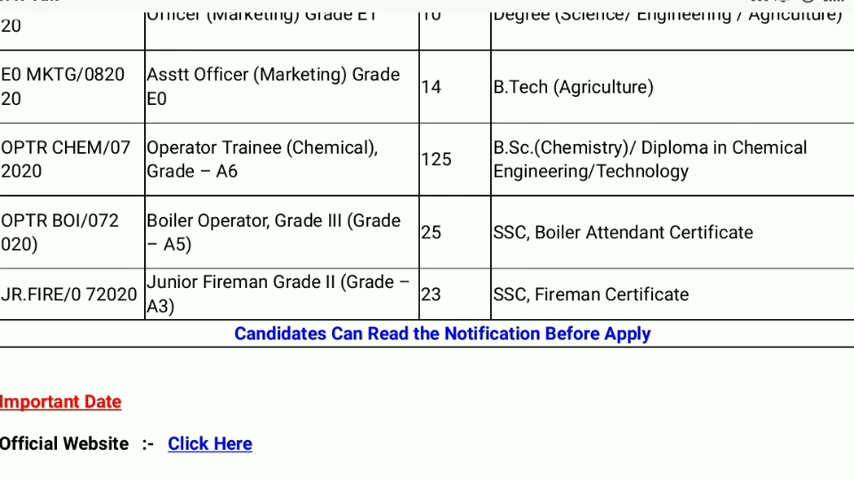 20
Officer (Marketing) Grade E1
10
Degree (Science/ Engineering / Agriculture)
E0 MKTG/0820
20
Asstt Officer (Marketing) Grade
E0
14
B.Tech (Agriculture)
OPTR CHEM/07
2020
Operator Trainee (Chemical),
Grade – A6
125
B.Sc.(Chemistry)/ Diploma in Chemical
Engineering/Technology
OPTR BOI/072
020)
Boiler Operator, Grade III (Grade
– A5)
25
SSC, Boiler Attendant Certificate
JR.FIRE/0 72020
Junior Fireman Grade II (Grade –
A3)
23
SSC, Fireman Certificate
Candidates Can Read the Notification Before Apply
Important Date
Official Website :- Click Here